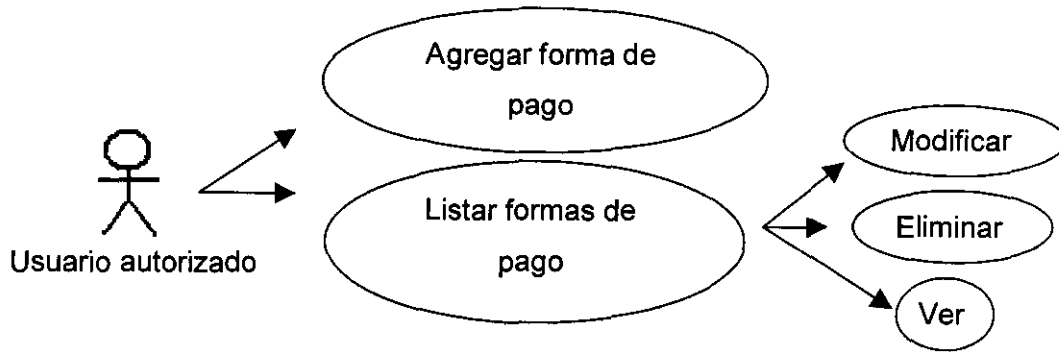 Agregar forma de
pago
Listar formas de
pago
Usuario autorizado
Modificar
Eliminar
Ver